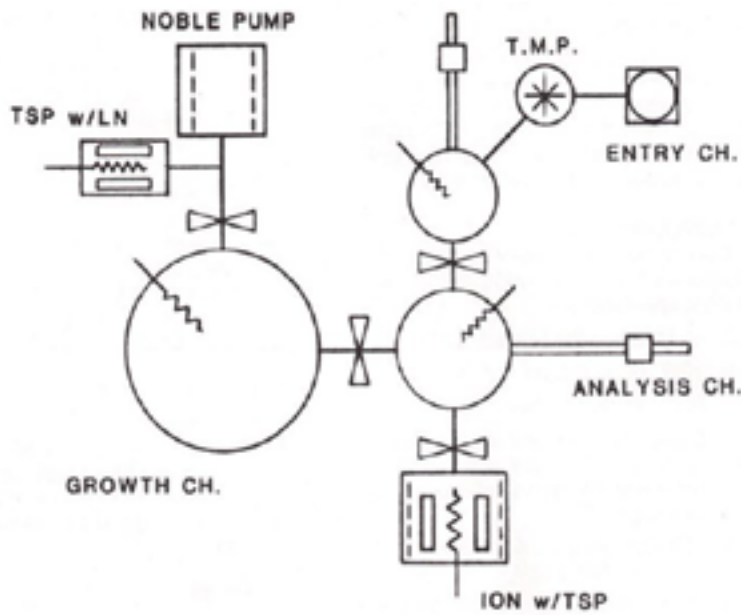 NOBLE PUMP
T.M.P.
TSP w/LN
ENTRY CH.
ANALYSIS CH.
GROWTH CH.
ION w/TSP